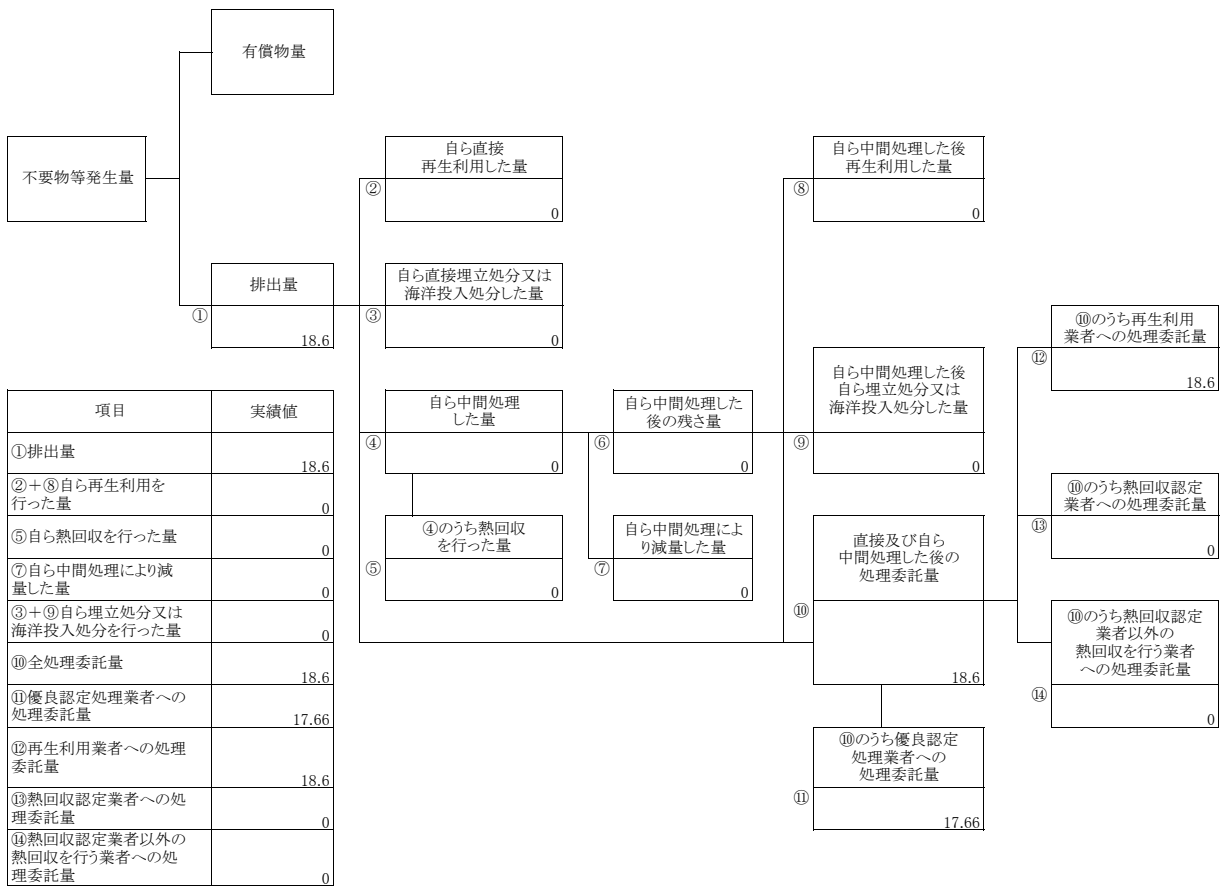 有償物量
不要物等発生量
自ら直接
再生利用した量
②
0
自ら中間処理した後
再生利用した量
⑧
0
排出量
①
18.6
自ら直接埋立処分又は
海洋投入処分した量
③
0
⑩のうち再生利用
業者への処理委託量
⑫
18.6
自ら中間処理
した量
④
0
自ら中間処理した
後の残さ量
⑥
0
自ら中間処理した後
自ら埋立処分又は
海洋投入処分した量
⑨
0
⑩のうち熱回収認定
業者への処理委託量
⑬
0
④のうち熱回収
を行った量
⑤
0
自ら中間処理によ
り減量した量
⑦
0
直接及び自ら
中間処理した後の
処理委託量
⑩
18.6
⑩のうち熱回収認定
業者以外の
熱回収を行う業者
への処理委託量
⑭
0
⑩のうち優良認定
処理業者への
処理委託量
⑪
17.66
項目 実績値
①排出量
18.6
②+⑧自ら再生利用を
行った量
0
⑤自ら熱回収を行った量
0
⑦自ら中間処理により減
量した量
0
③+⑨自ら埋立処分又は
海洋投入処分を行った量
0
⑩全処理委託量
18.6
⑪優良認定処理業者への
処理委託量
17.66
⑫再生利用業者への処理
委託量
18.6
⑬熱回収認定業者への処
理委託量
0
⑭熱回収認定業者以外の
熱回収を行う業者への処
理委託量
0